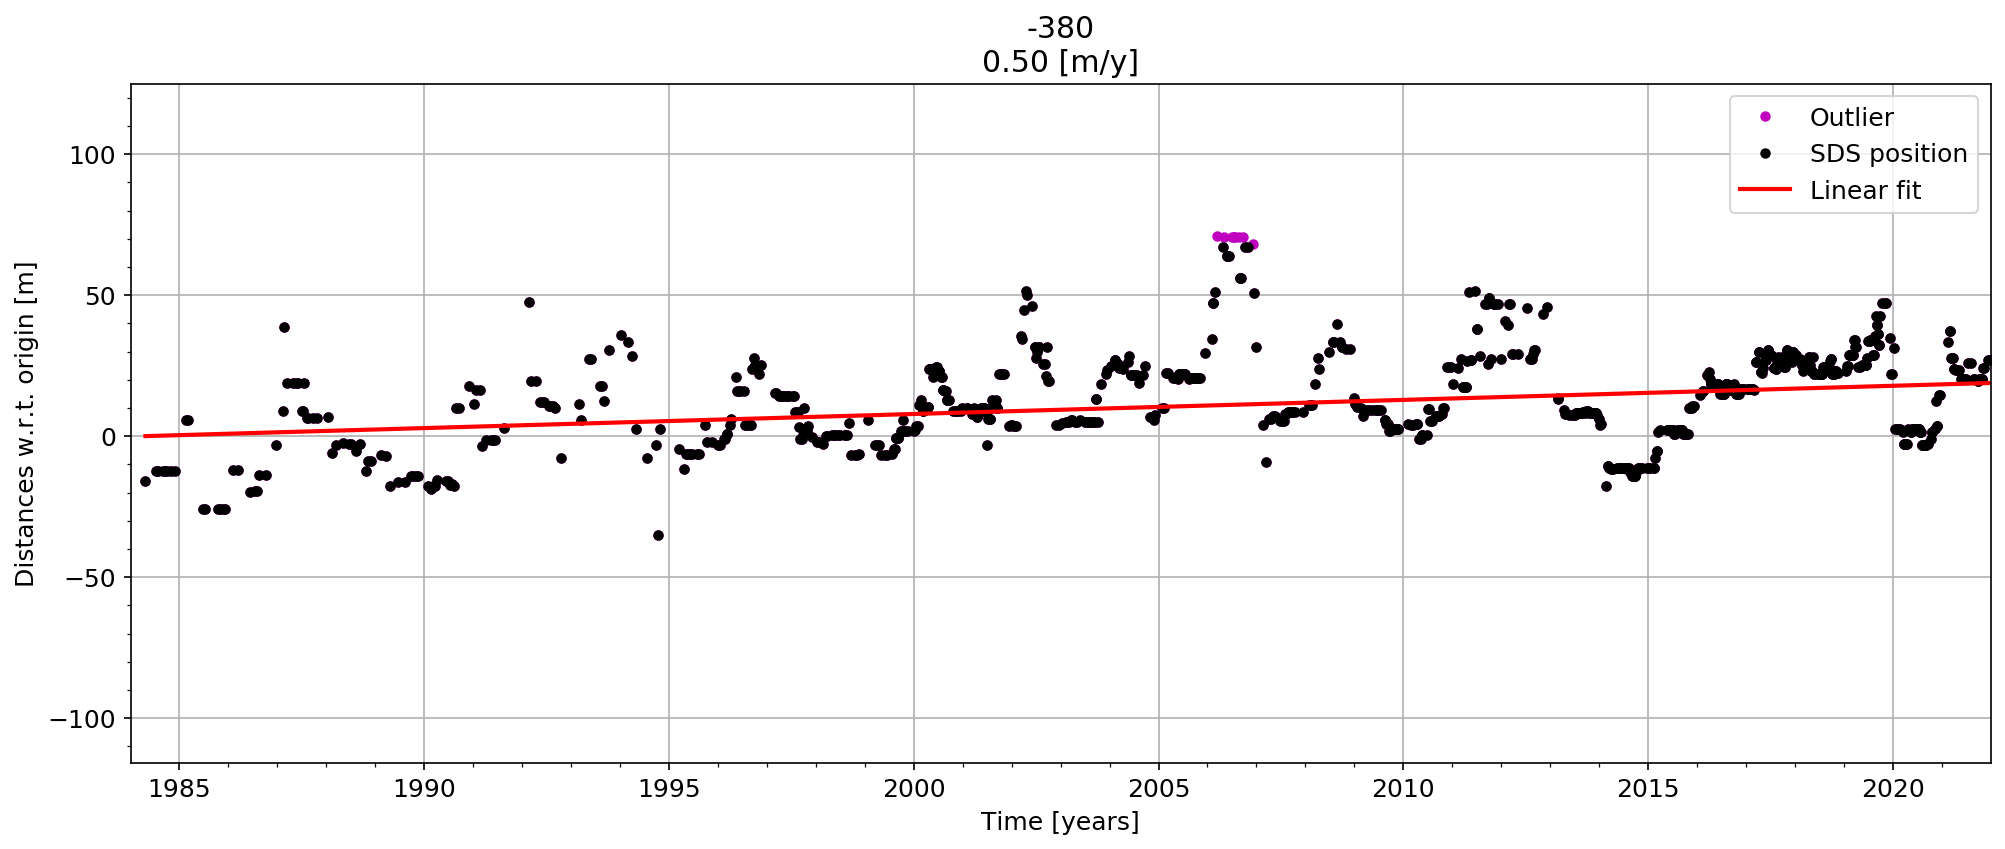 -380
0.50 [m/y]
Outlier
SDS position
Linear fit
Distances w.r.t. origin [m]
100
50
0
−50
−100
1985 1990 1995 2000 2005 2010 2015 2020
Time [years]